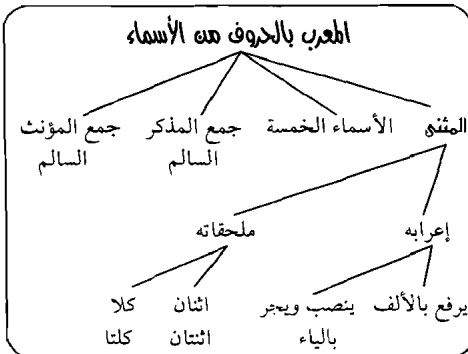 المعرب بالحروف من الأسماء
المثنى الأسماء الخمسة جمع المذكر السالم جمع المؤنث السالم
إعرابه ملحقاته
يرفع بالألف ينصب ويجر بالياء اثنان اثنتان كلا كلتا